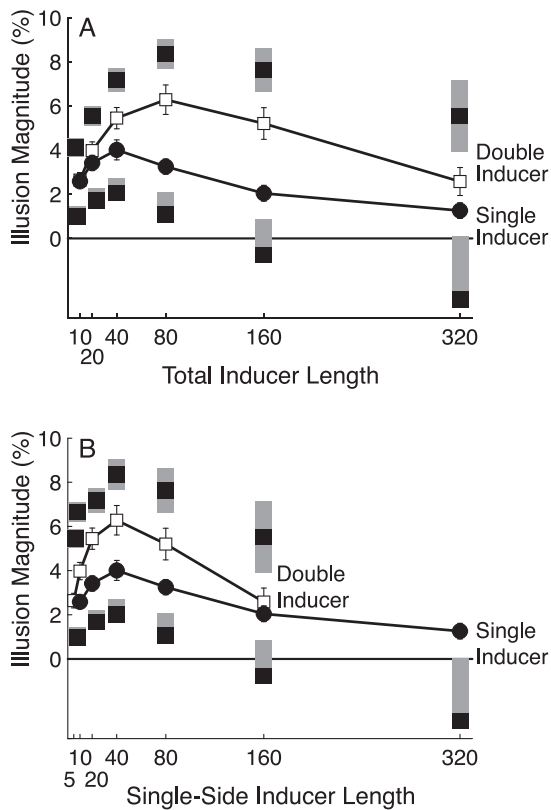 A
Illusion Magnitude (%)
10
8
6
4
2
0
Double
Inducer
Single
Inducer
10 40 80 160 320
20
Total Inducer Length
B
Illusion Magnitude (%)
10
8
6
4
2
0
Double
Inducer
Single
Inducer
10 40 80 160 320
5 20
Single-Side Inducer Length